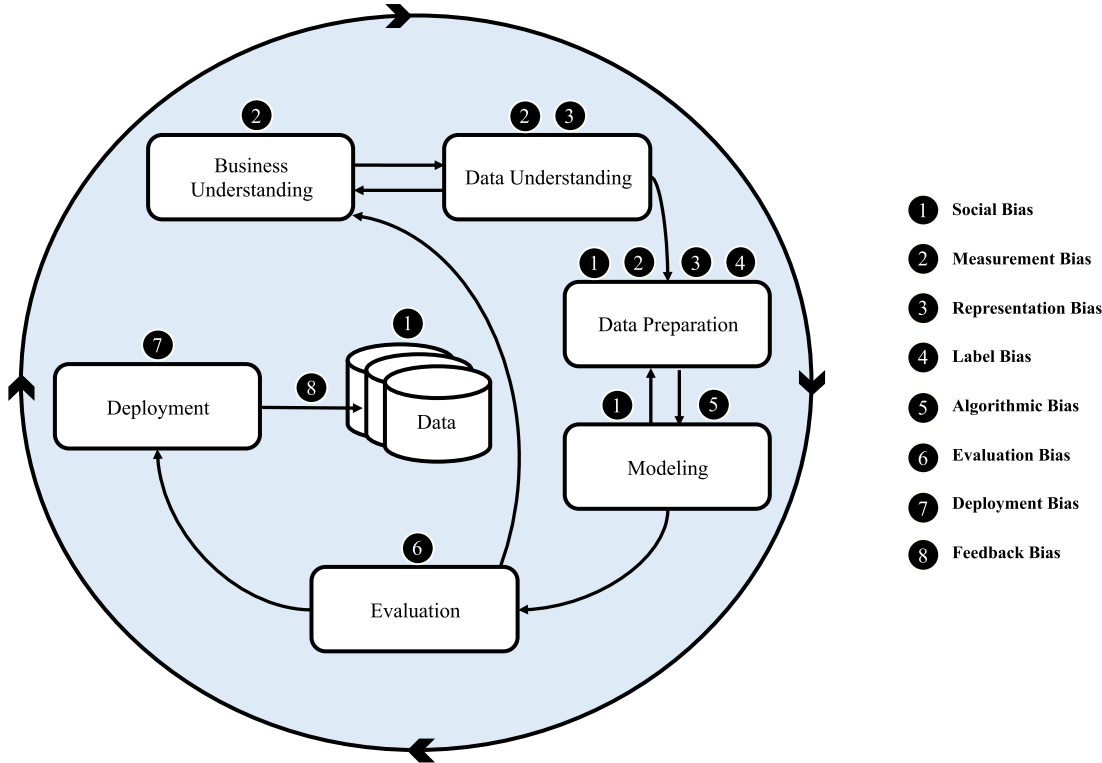 2
2 3
Business
Understanding
Data Understanding
1 2 3 4
Data Preparation
1
7
8
Deployment
Data
1 5
Modeling
6
Evaluation
1 Social Bias
2 Measurement Bias
3 Representation Bias
4 Label Bias
5 Algorithmic Bias
6 Evaluation Bias
7 Deployment Bias
8 Feedback Bias